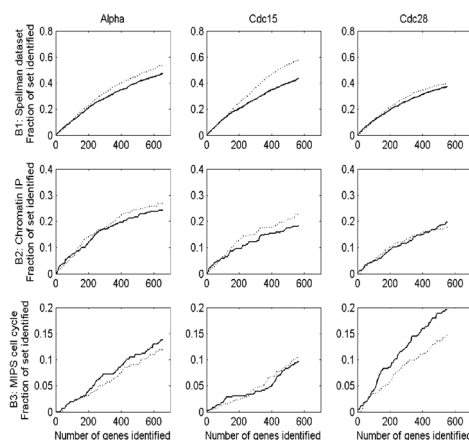 Alpha Cdc15 Cdc28
B1: Spellman dataset
Fraction of set identified
0.8 0.8 0.8
0.6 0.6 0.6
0.4 0.4 0.4
0.2 0.2 0.2
0 0 0
0 200 400 600 0 200 400 600 0 200 400 600
B2: Chromatin IP
Fraction of set identified
0.4 0.4 0.4
0.3 0.3 0.3
0.2 0.2 0.2
0.1 0.1 0.1
0 0 0
0 200 400 600 0 200 400 600 0 200 400 600
B3: MIPS cell cycle
Fraction of set identified
0.2 0.2 0.2
0.15 0.15 0.15
0.1 0.1 0.1
0.05 0.05 0.05
0 0 0
0 200 400 600 0 200 400 600 0 200 400 600
Number of genes identified Number of genes identified Number of genes identified